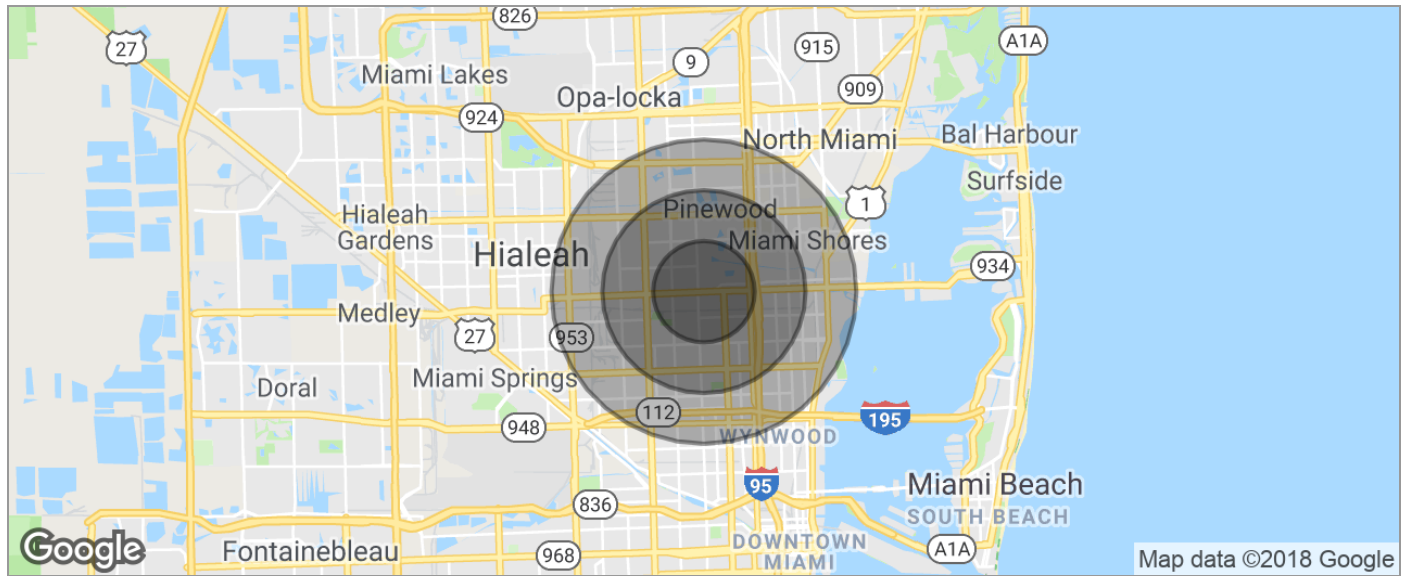 826
A1A
27
915
9
Miami Lakes
909
Opa-locka
924
Bal Harbour
North Miami
Surfside
1
Pinewood
Hialeah
Gardens
Miami Shores
Hialeah
934
Medley
27
953
Miami Springs
Doral
112
195
948
WYNWOOD
95
Miami Beach
836
SOUTH BEACH
DOWNTOWN
MIAMI
A1A
Google
Fontainebleau
968
Map data ©2018 Google